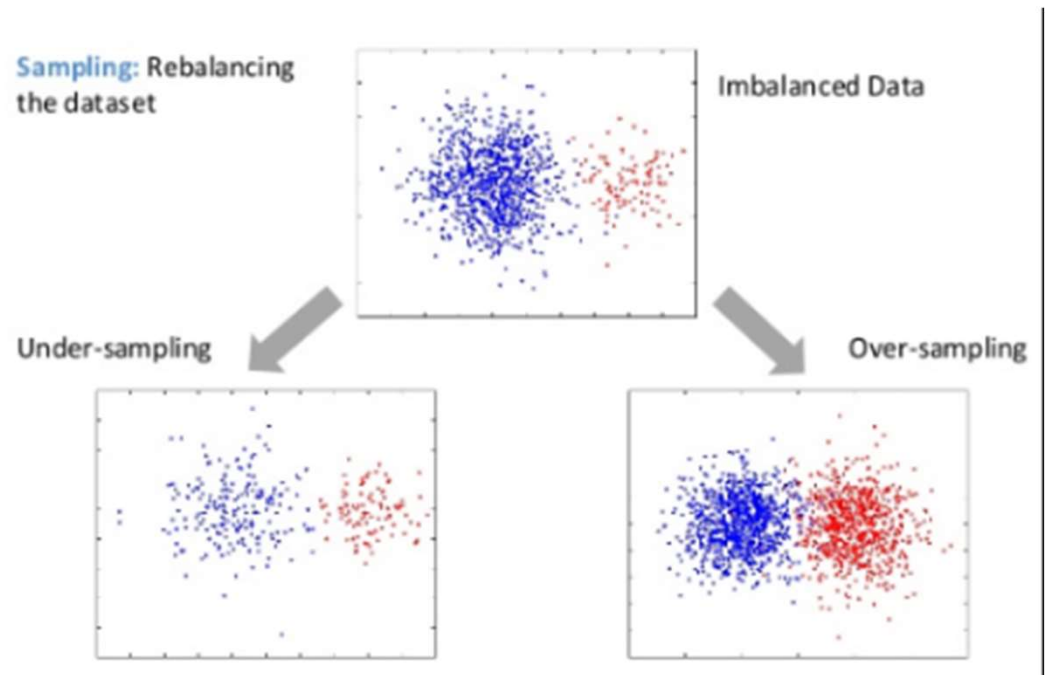 Sampling: Rebalancing
the dataset
Imbalanced Data
Under-sampling
Over-sampling